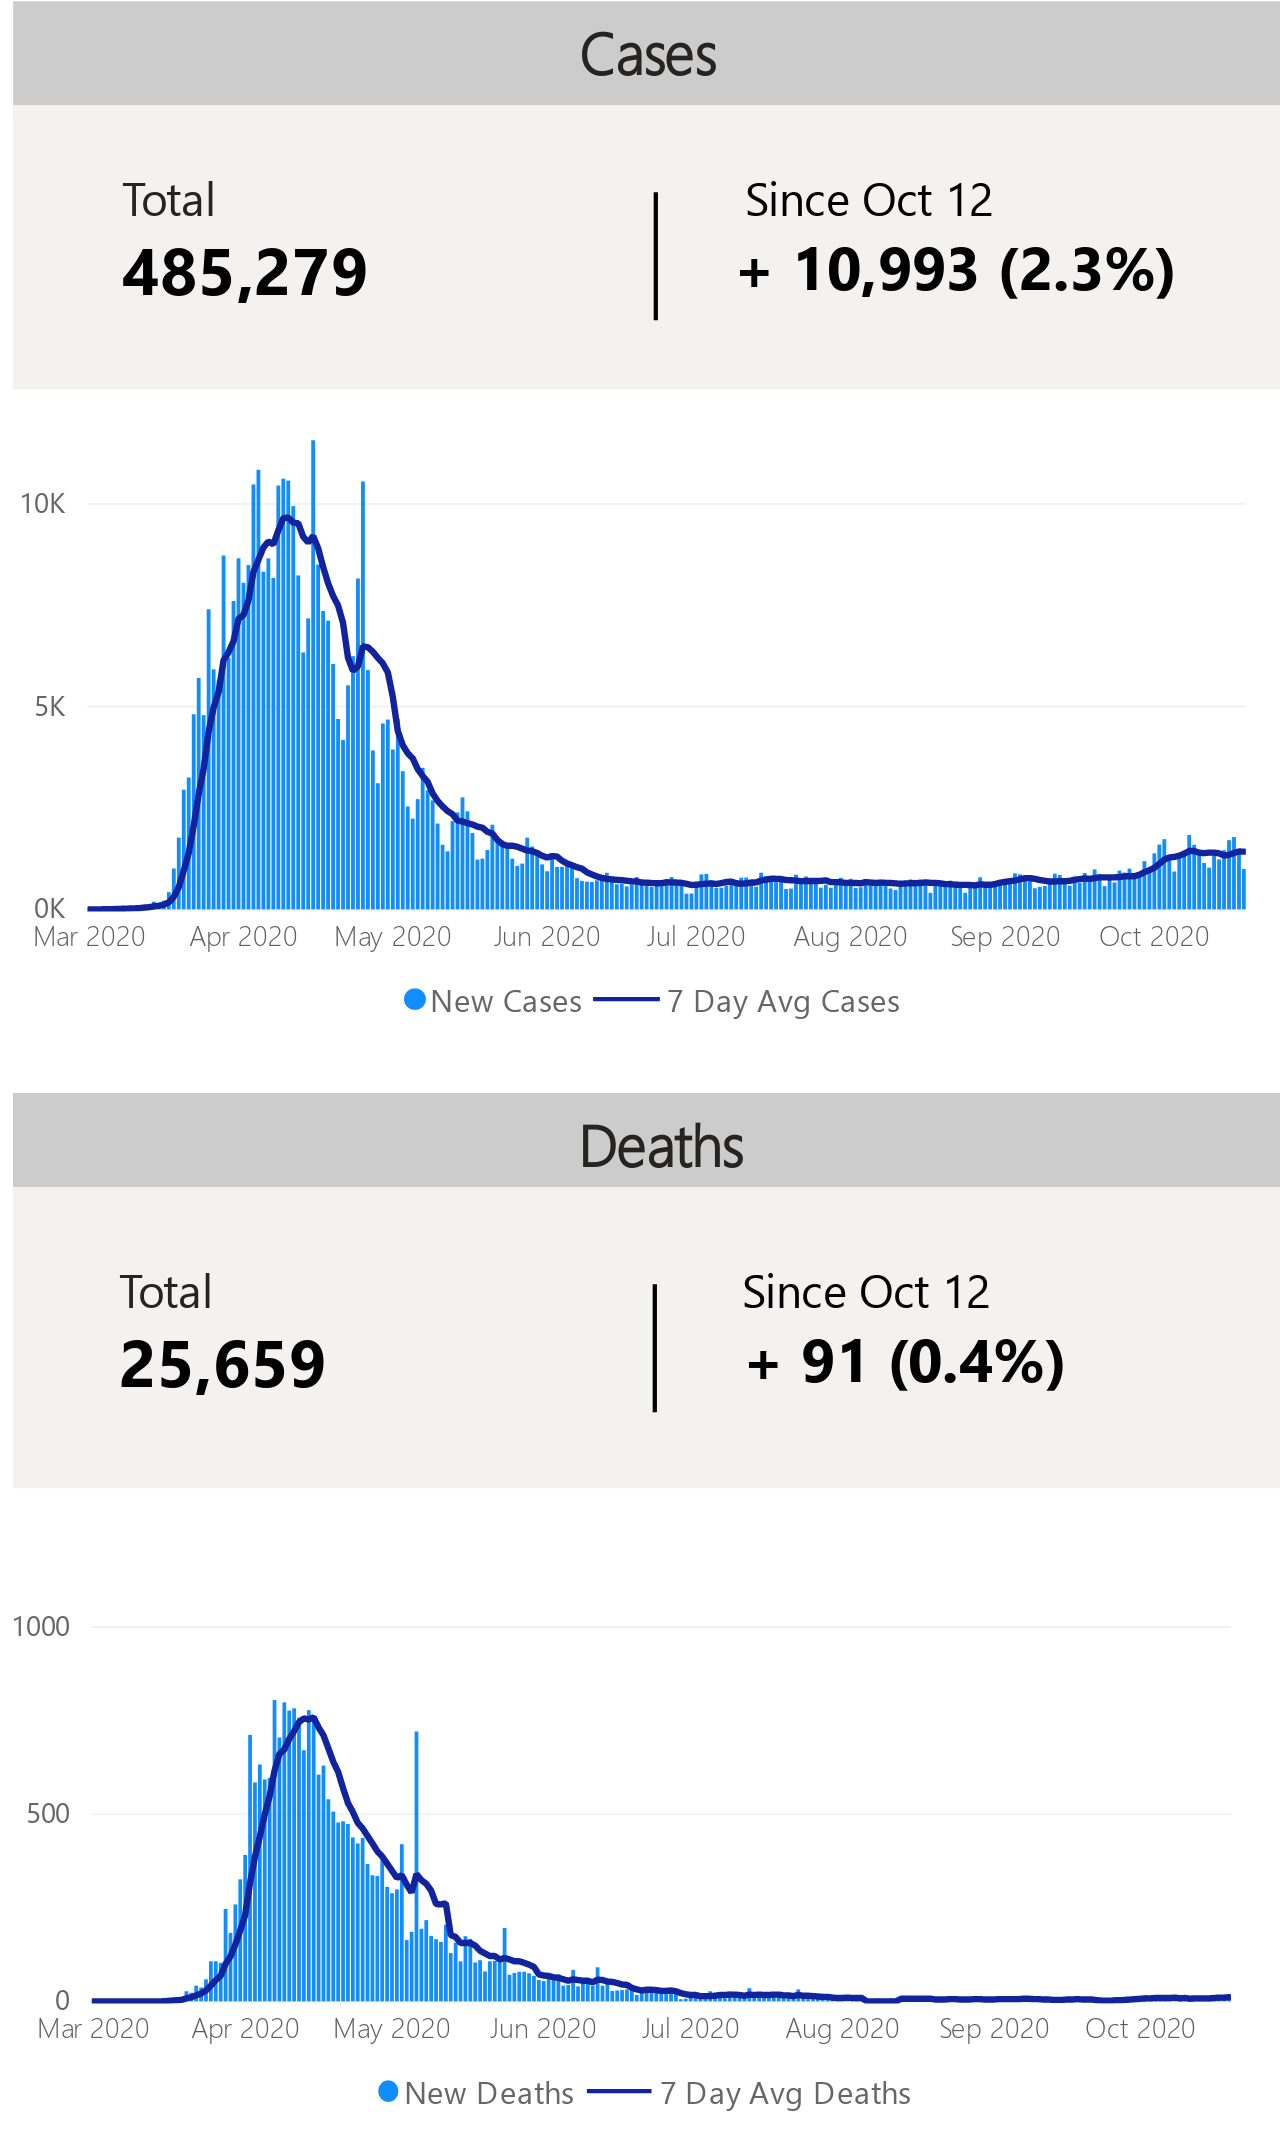 Cases
Total
Since Oct 12
485,279
+ 10,993 (2.3%)
10K
5K
0K
Mar 2020 Apr 2020 May 2020 Jun 2020 Jul 2020 Aug 2020 Sep 2020 Oct 2020
New Cases 7 Day Avg Cases
Deaths
Total
Since Oct 12
25,659
+ 91 (0.4%)
1000
500
0
Mar 2020 Apr 2020 May 2020 Jun 2020 Jul 2020 Aug 2020 Sep 2020 Oct 2020
New Deaths 7 Day Avg Deaths